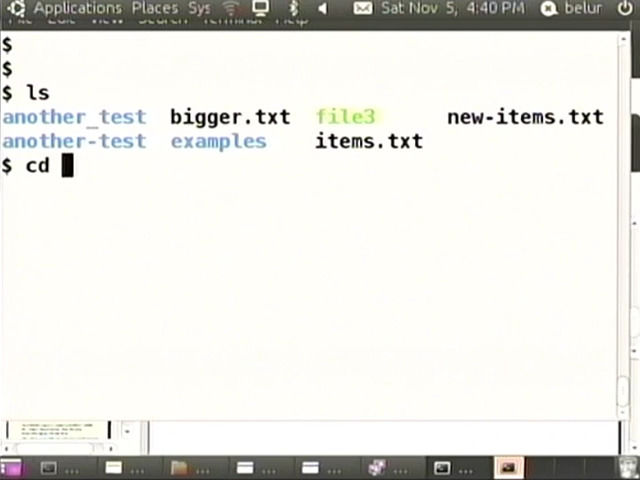 Applications Places Sys Sat Nov 5, 4:40 PM belur
$
$
$ ls
another_test bigger.txt file3 new-items.txt
another-test examples items.txt
$ cd
... ... ... ... ... ... ...